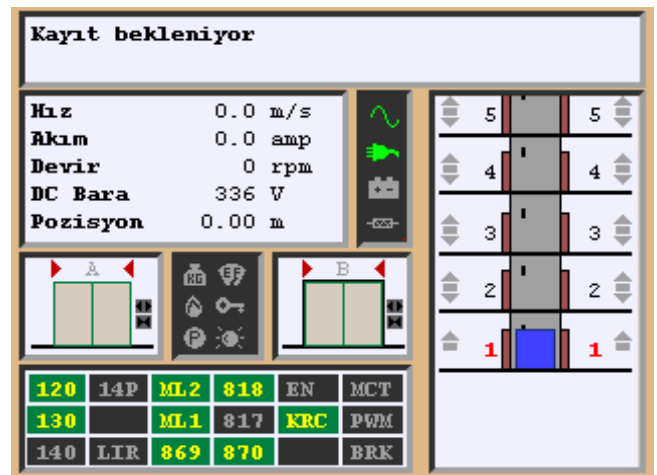 Kayıt bekleniyor
Hız 0.0 m/s
Akım 0.0 amp
Devir 0 rpm
DC Bara 336 V
Pozisyon 0.00 m
A
KG
P
B
120 14P ML2 818 EN MCT
130 ML1 817 KRC PWM
140 LIR 869 870 BRK
5 5
4 4
3 3
2 2
1 1